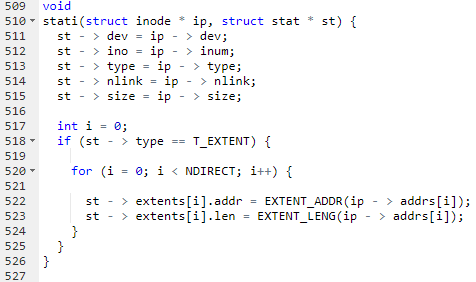 509 void
510 stati(struct inode * ip, struct stat * st) {
511   st - > dev = ip - > dev;
512   st - > ino = ip - > inum;
513   st - > type = ip - > type;
514   st - > nlink = ip - > nlink;
515   st - > size = ip - > size;
516
517   int i = 0;
518   if (st - > type == T_EXTENT) {
519
520     for (i = 0; i < NDIRECT; i++) {
521
522       st - > extents[i].addr = EXTENT_ADDR(ip - > addrs[i]);
523       st - > extents[i].len = EXTENT_LENG(ip - > addrs[i]);
524     }
525   }
526 }
527